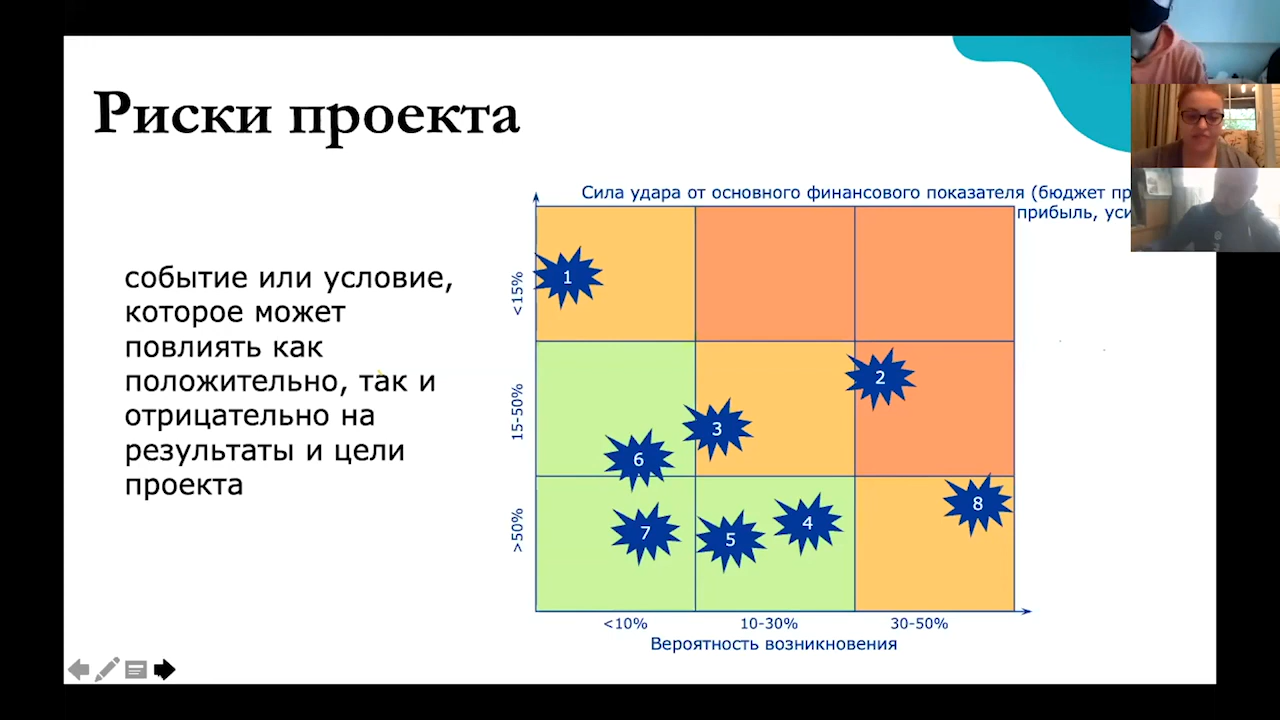 Риски проекта
Сила удара от основного финансового показателя (бюджет
прибыль,
событие или условие,
которое может
повлиять как
положительно, так и
отрицательно на
результаты и цели
проекта
<15%
15-50%
>50%
1
2
3
6
8
4
7
5
<10%
10-30%
30-50%
Вероятность возникновения